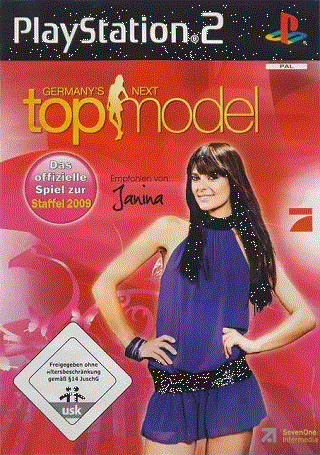 PlayStation.2
PAL
GERMANY'S NEXT
topmodel
Das
offizielle
Spiel zur
Staffel 2009
Empfohlen von
Janina
Freigegeben ohne
Altersbeschränkung
gemäß §14 JuschG
usk
SevenOne
Intermedia